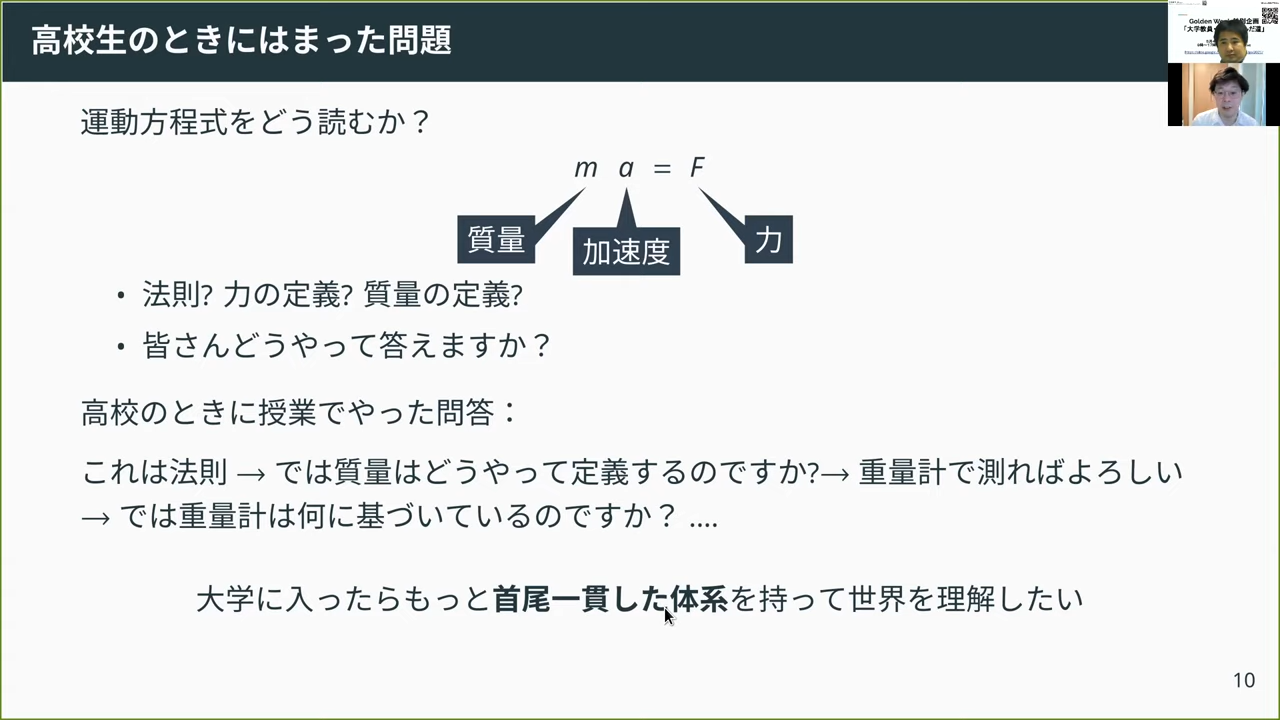 高校生のときにはまった問題
Golden
「大学教員
運動方程式をどう読むか？
m a = F
質量
加速度
力
• 法則? 力の定義? 質量の定義?
• 皆さんどうやって答えますか？
高校のときに授業でやった問答：
これは法則 → では質量はどうやって定義するのですか?→ 重量計で測ればよろしい
→ では重量計は何に基づいているのですか？ ....
大学に入ったらもっと首尾一貫した体系を持って世界を理解したい
10